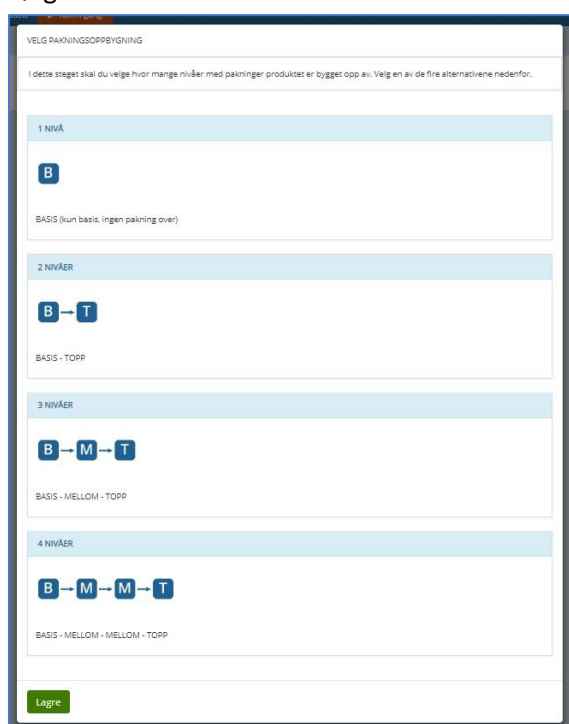 VELG PAKNINGSOPPBYGNING
I dette steget skal du velge hvor mange nivåer med pakninger produktet er bygget opp av. Velg en av de fire alternativene nedenfor.
1 NIVÅ
B
BASIS (kun basis, ingen pakning over)
2 NIVÅER
B T
BASIS - TOPP
3 NIVÅER
B M T
BASIS - MELLOM - TOPP
4 NIVÅER
B M M T
BASIS - MELLOM - MELLOM - TOPP
Lagre